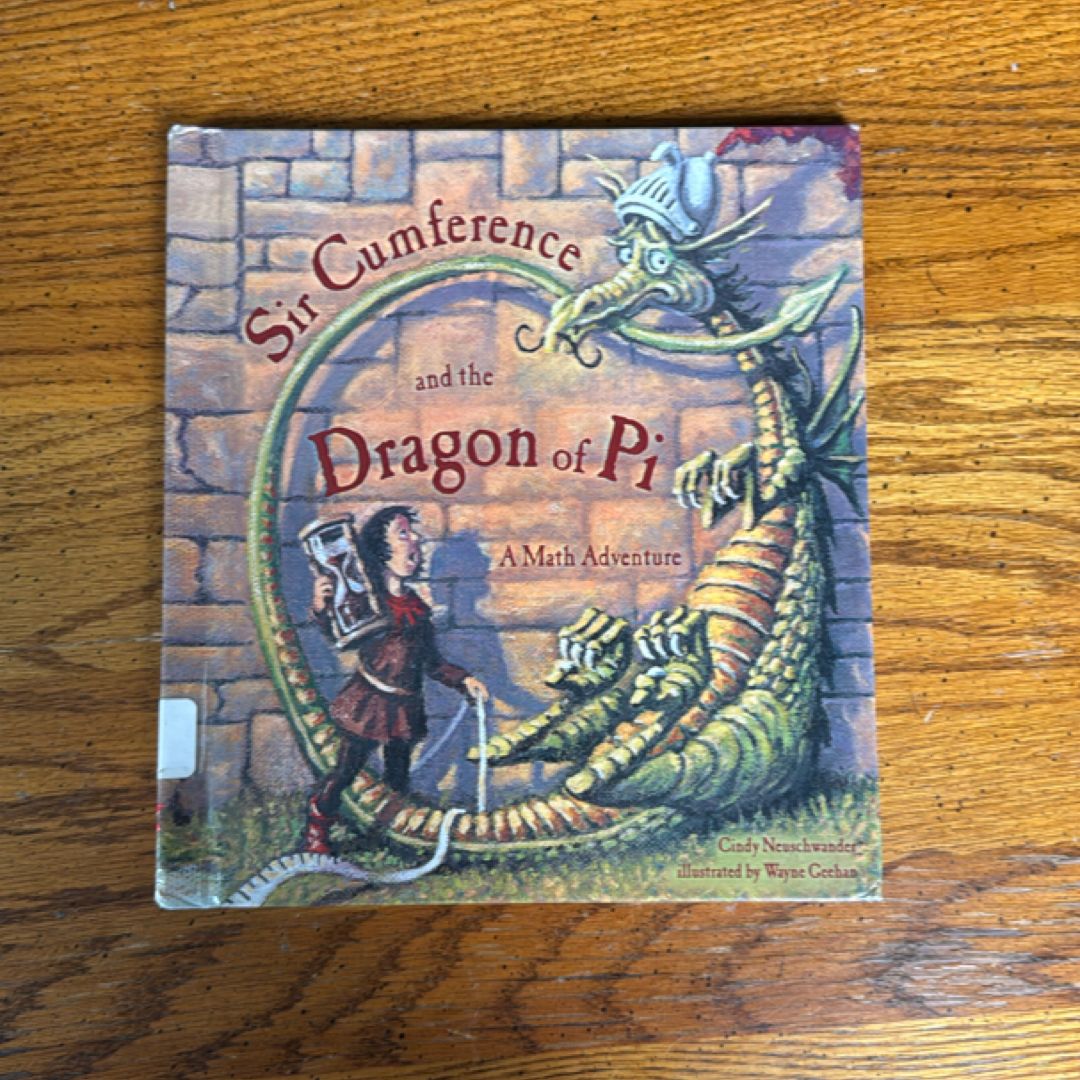 Sir Cumference
and the
Dragon of Pi
A Math Adventure
Cindy Neuschwander
illustrated by Wayne Geehan